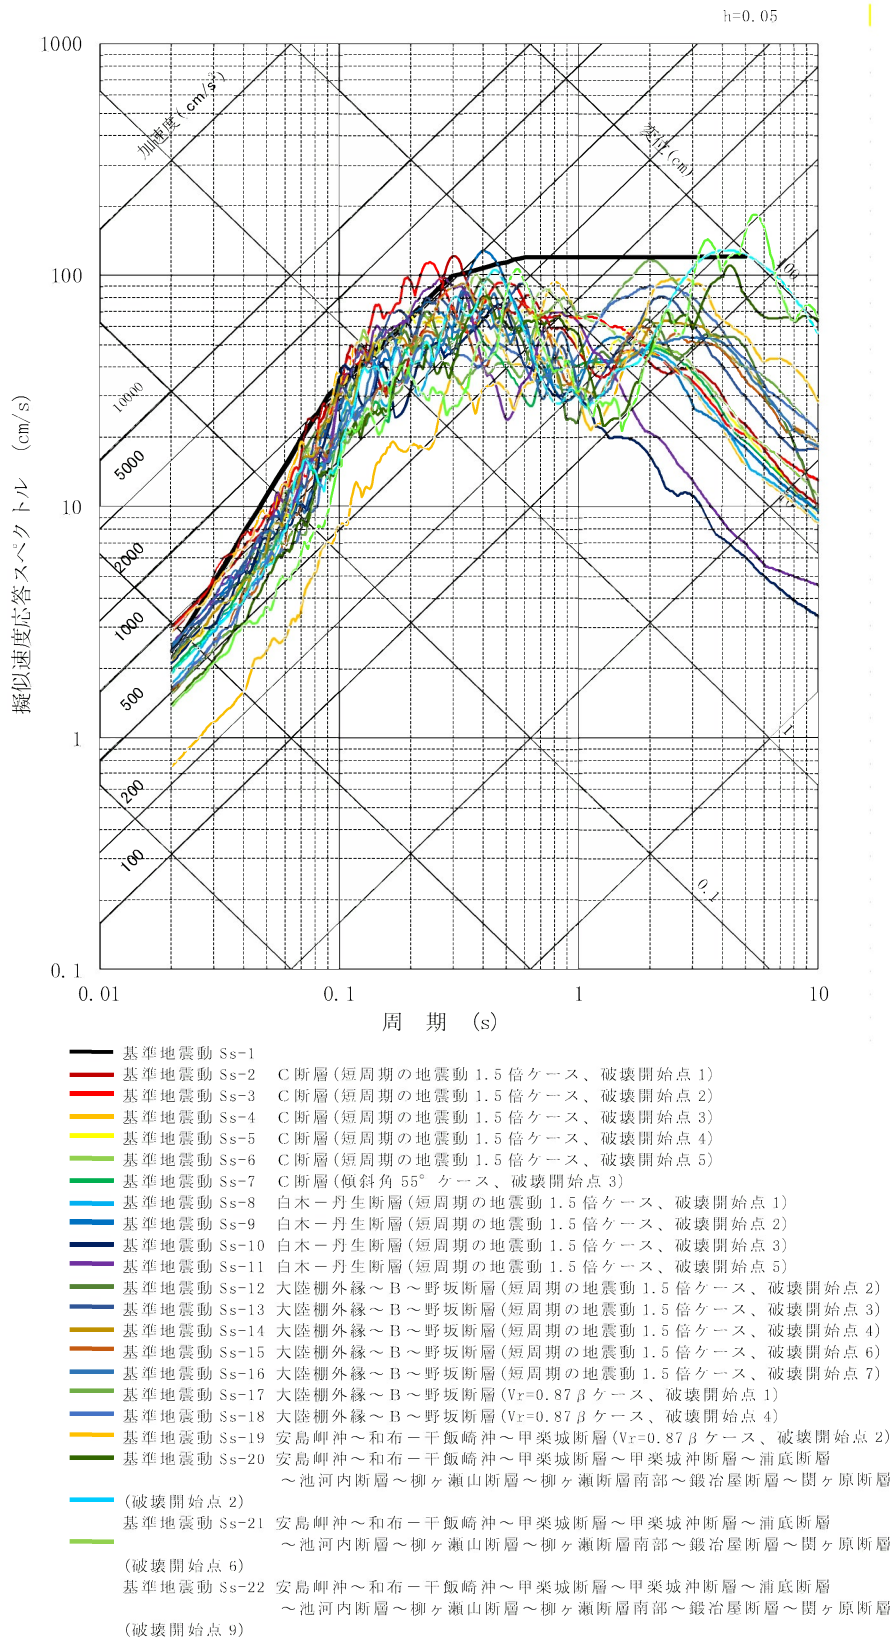 h=0.05
1000
100
10
1
0.1
加速度(cm/s²)
変位(cm)
10000
5000
2000
1000
500
200
100
100
1
0.1
擬似速度応答スペクトル (cm/s)
0.01
0.1
1
10
周 期 (s)
基準地震動 Ss-1
基準地震動 Ss-2 C断層(短周期の地震動1.5倍ケース、破壊開始点1)
基準地震動 Ss-3 C断層(短周期の地震動1.5倍ケース、破壊開始点2)
基準地震動 Ss-4 C断層(短周期の地震動1.5倍ケース、破壊開始点3)
基準地震動 Ss-5 C断層(短周期の地震動1.5倍ケース、破壊開始点4)
基準地震動 Ss-6 C断層(短周期の地震動1.5倍ケース、破壊開始点5)
基準地震動 Ss-7 C断層(傾斜角55°ケース、破壊開始点3)
基準地震動 Ss-8 白木－丹生断層(短周期の地震動1.5倍ケース、破壊開始点1)
基準地震動 Ss-9 白木－丹生断層(短周期の地震動1.5倍ケース、破壊開始点2)
基準地震動 Ss-10 白木－丹生断層(短周期の地震動1.5倍ケース、破壊開始点3)
基準地震動 Ss-11 白木－丹生断層(短周期の地震動1.5倍ケース、破壊開始点5)
基準地震動 Ss-12 大陸棚外縁～B～野坂断層(短周期の地震動1.5倍ケース、破壊開始点2)
基準地震動 Ss-13 大陸棚外縁～B～野坂断層(短周期の地震動1.5倍ケース、破壊開始点3)
基準地震動 Ss-14 大陸棚外縁～B～野坂断層(短周期の地震動1.5倍ケース、破壊開始点4)
基準地震動 Ss-15 大陸棚外縁～B～野坂断層(短周期の地震動1.5倍ケース、破壊開始点6)
基準地震動 Ss-16 大陸棚外縁～B～野坂断層(短周期の地震動1.5倍ケース、破壊開始点7)
基準地震動 Ss-17 大陸棚外縁～B～野坂断層(Vr=0.87βケース、破壊開始点1)
基準地震動 Ss-18 大陸棚外縁～B～野坂断層(Vr=0.87βケース、破壊開始点4)
基準地震動 Ss-19 安島岬沖～和布－干飯崎沖～甲楽城断層(Vr=0.87βケース、破壊開始点2)
基準地震動 Ss-20 安島岬沖～和布－干飯崎沖～甲楽城断層～甲楽城沖断層～浦底断層
～池河内断層～柳ヶ瀬山断層～柳ヶ瀬断層南部～鍛冶屋断層～関ヶ原断層
(破壊開始点2)
基準地震動 Ss-21 安島岬沖～和布－干飯崎沖～甲楽城断層～甲楽城沖断層～浦底断層
～池河内断層～柳ヶ瀬山断層～柳ヶ瀬断層南部～鍛冶屋断層～関ヶ原断層
(破壊開始点6)
基準地震動 Ss-22 安島岬沖～和布－干飯崎沖～甲楽城断層～甲楽城沖断層～浦底断層
～池河内断層～柳ヶ瀬山断層～柳ヶ瀬断層南部～鍛冶屋断層～関ヶ原断層
(破壊開始点9)